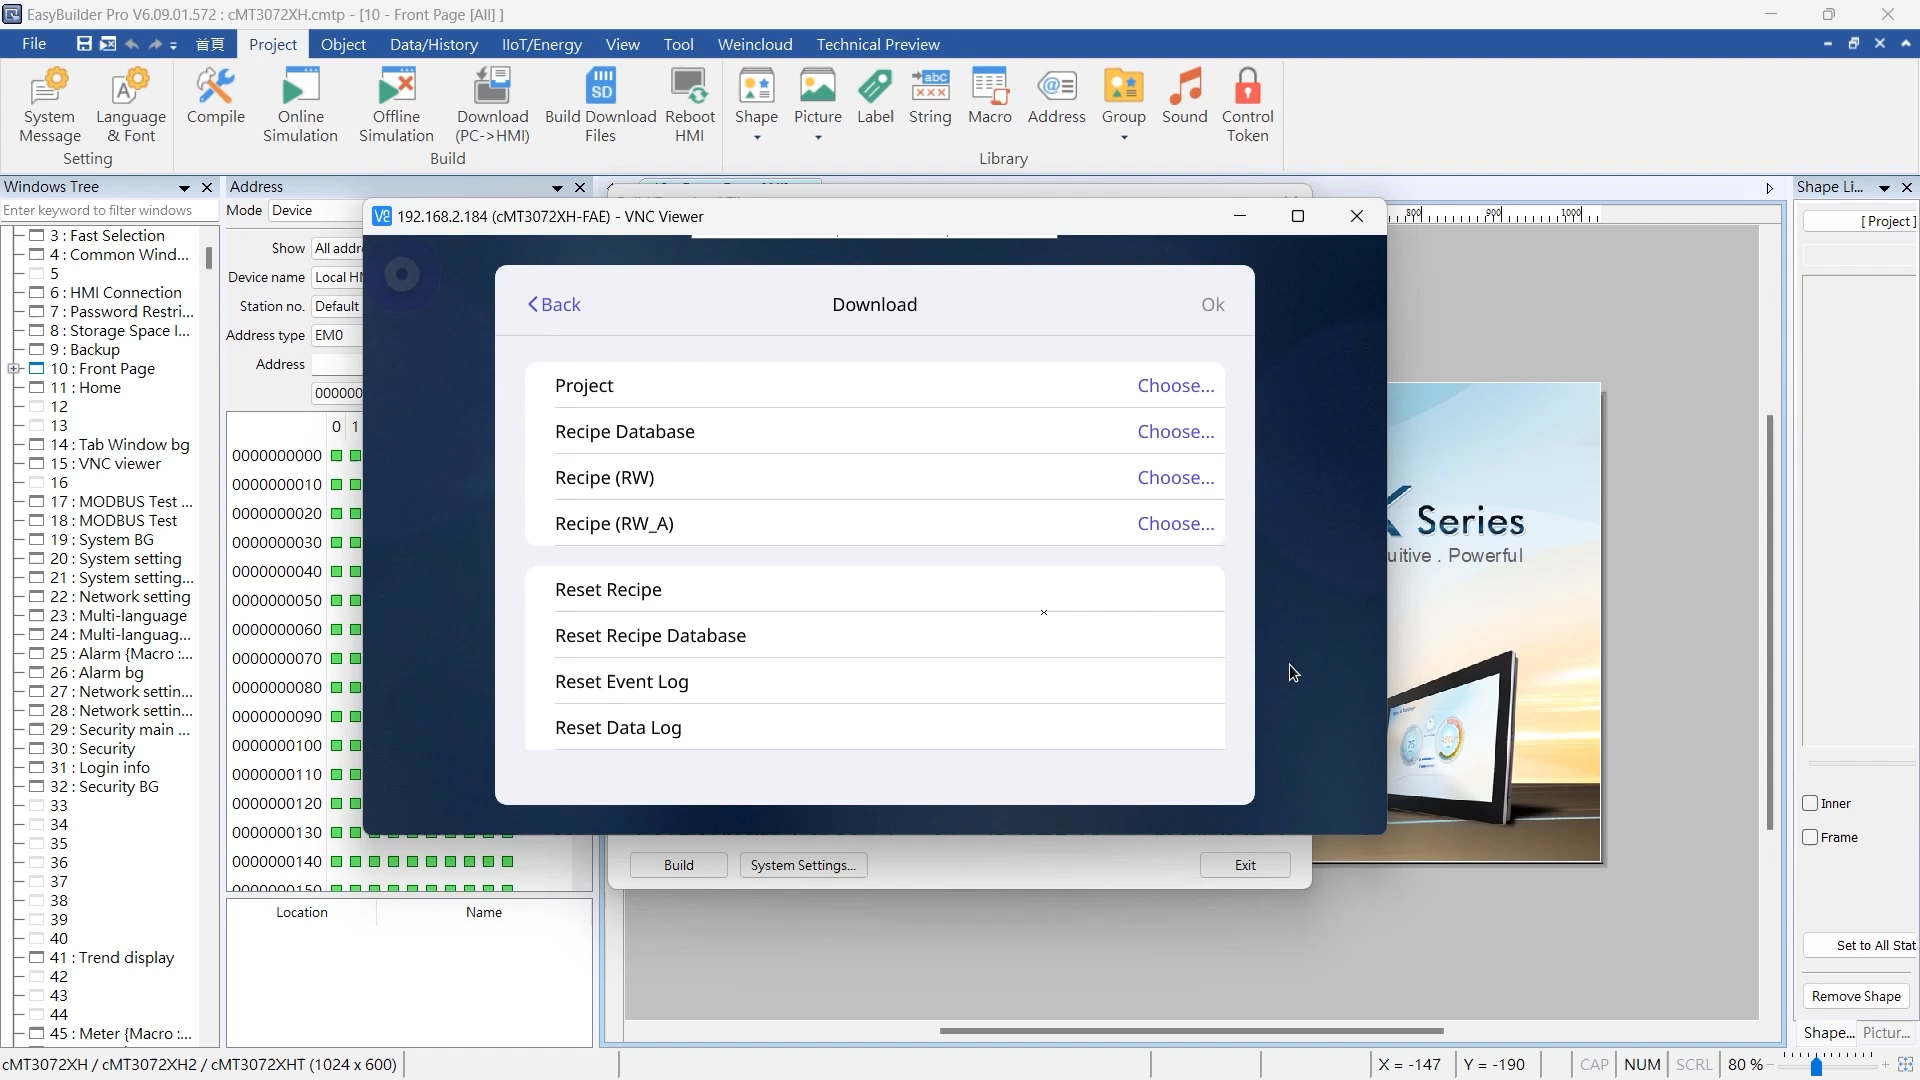 EasyBuilder Pro V6.09.01.572 : cMT3072XH.cmtp - [10 - Front Page [All] ]
File 首頁 Project Object Data/History IIoT/Energy View Tool Weincloud Technical Preview
System Message
Language & Font
Compile
Online Simulation
Offline Simulation
Download (PC->HMI)
Build Download Files
Reboot HMI
Shape
Picture
Label
String
Macro
Address
Group
Sound
Control Token
Setting
Build
Library
Windows Tree
Enter keyword to filter windows
3 : Fast Selection
4 : Common Wind...
5
6 : HMI Connection
7 : Password Restri...
8 : Storage Space I...
9 : Backup
10 : Front Page
11 : Home
12
13
14 : Tab Window bg
15 : VNC viewer
16
17 : MODBUS Test ...
18 : MODBUS Test
19 : System BG
20 : System setting
21 : System setting...
22 : Network setting
23 : Multi-language
24 : Multi-languag...
25 : Alarm {Macro :...
26 : Alarm bg
27 : Network settin...
28 : Network settin...
29 : Security main ...
30 : Security
31 : Login info
32 : Security BG
33
34
35
36
37
38
39
40
41 : Trend display
42
43
44
45 : Meter {Macro :...
Address
Mode Device
Show All addr
Device name Local HM
Station no. Default
Address type EM0
Address
000000
0 1
0000000000
0000000010
0000000020
0000000030
0000000040
0000000050
0000000060
0000000070
0000000080
0000000090
0000000100
0000000110
0000000120
0000000130
0000000140
0000000150
Location Name
192.168.2.184 (cMT3072XH-FAE) - VNC Viewer
Back
Download
Ok
Project Choose...
Recipe Database Choose...
Recipe (RW) Choose...
Recipe (RW_A) Choose...
Reset Recipe
Reset Recipe Database
Reset Event Log
Reset Data Log
Build
System Settings...
Exit
800 900 1000
X Series
uitive . Powerful
Shape Li...
[ Project ]
Inner
Frame
Set to All Stat
Remove Shape
Shape... Pictur...
cMT3072XH / cMT3072XH2 / cMT3072XHT (1024 x 600)
X = -147 Y = -190 CAP NUM SCRL 80 %